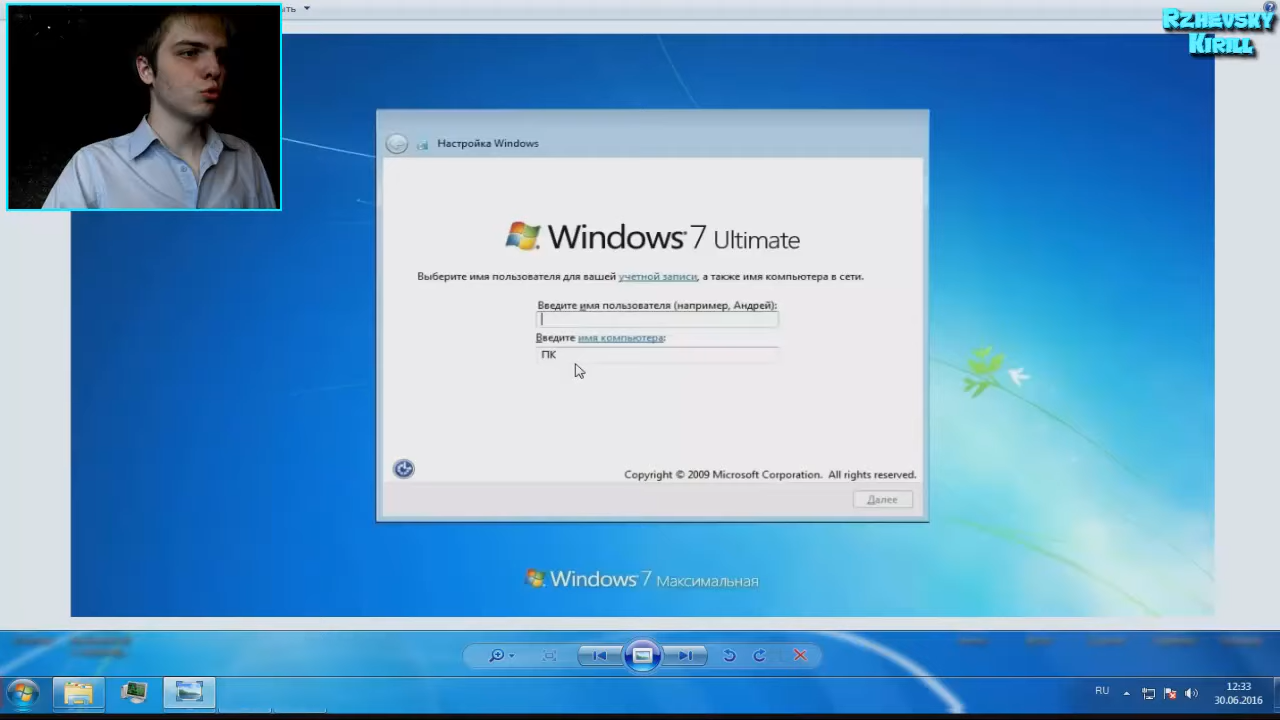 ыть
Rzhevsky
Kirill
Настройка Windows
Windows 7 Ultimate
Выберите имя пользователя для вашей учетной записи, а также имя компьютера в сети.
Введите имя пользователя (например, Андрей):
Введите имя компьютера:
ПК
Copyright © 2009 Microsoft Corporation. All rights reserved.
Далее
Windows 7 Максимальная
RU
12:33
30.06.2016